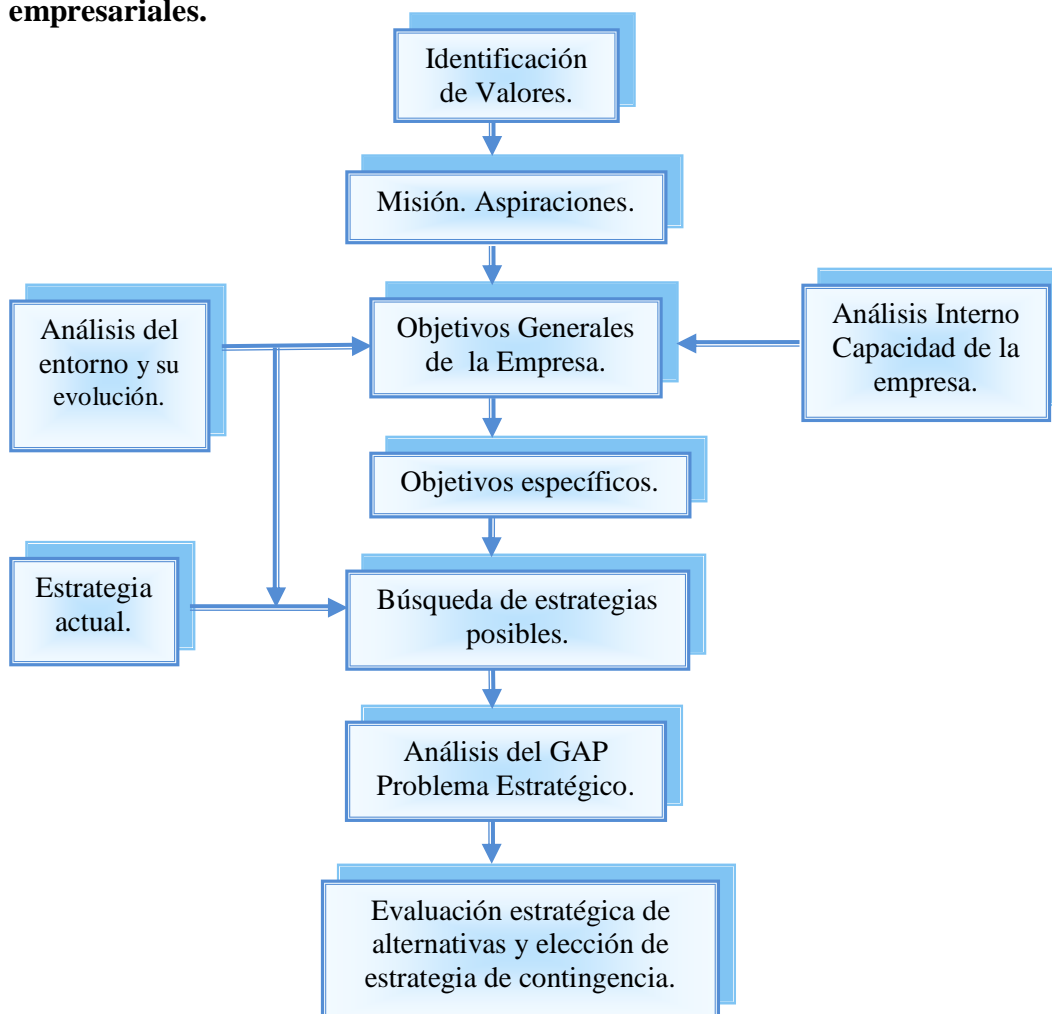 empresariales.
Identificación
de Valores.
Misión. Aspiraciones.
Análisis del
entorno y su
evolución.
Objetivos Generales
de la Empresa.
Análisis Interno
Capacidad de la
empresa.
Objetivos específicos.
Estrategia
actual.
Búsqueda de estrategias
posibles.
Análisis del GAP
Problema Estratégico.
Evaluación estratégica de
alternativas y elección de
estrategia de contingencia.